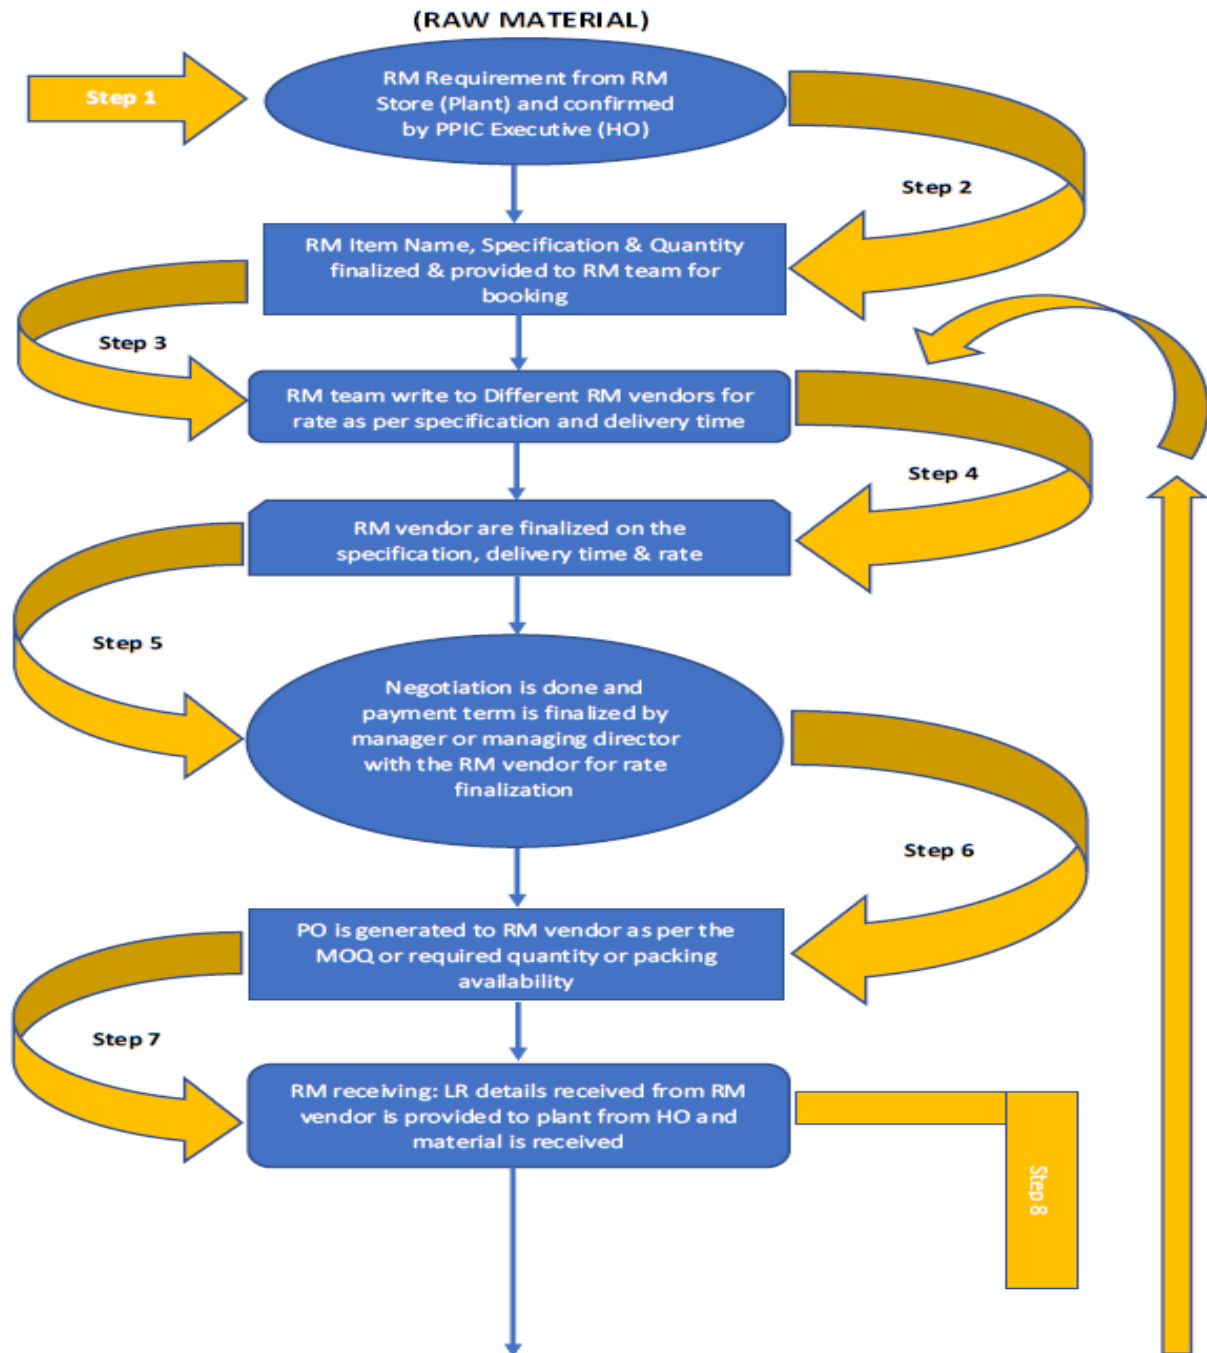 (RAW MATERIAL)
Step 1
RM Requirement from RM
Store (Plant) and confirmed
by PPIC Executive (HO)
Step 2
RM Item Name, Specification & Quantity
finalized & provided to RM team for
booking
Step 3
RM team write to Different RM vendors for
rate as per specification and delivery time
Step 4
RM vendor are finalized on the
specification, delivery time & rate
Step 5
Negotiation is done and
payment term is finalized by
manager or managing director
with the RM vendor for rate
finalization
Step 6
PO is generated to RM vendor as per the
MOQ or required quantity or packing
availability
Step 7
RM receiving: LR details received from RM
vendor is provided to plant from HO and
material is received
Step 8